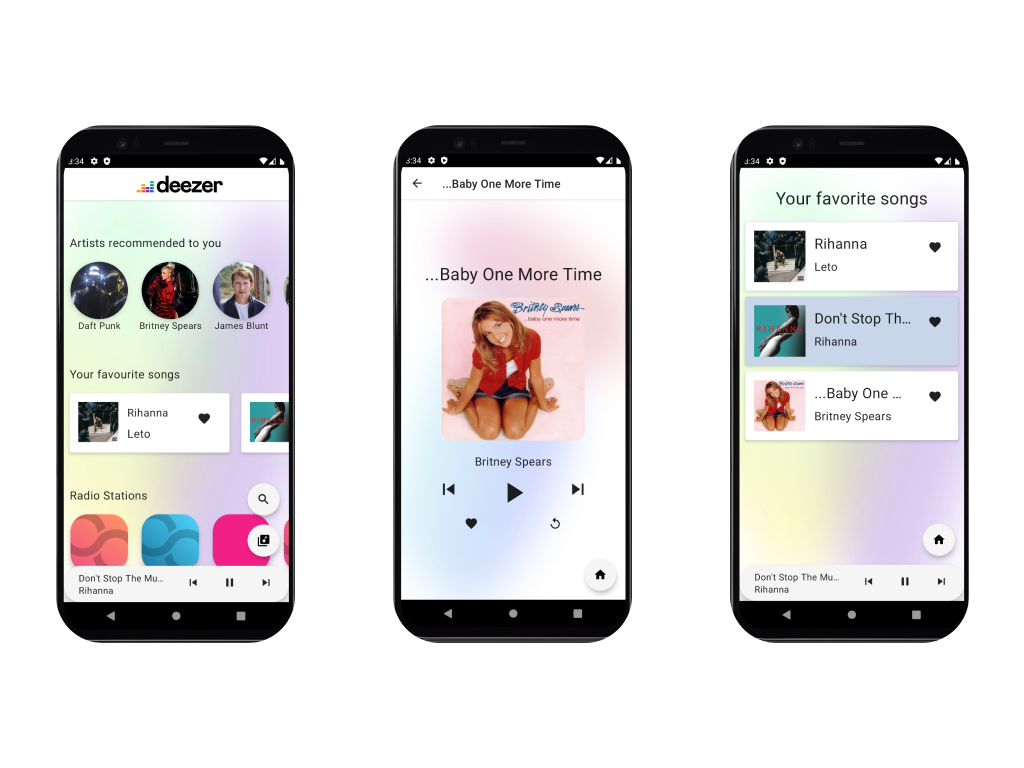 3:34
deezer
Artists recommended to you
Daft Punk
Britney Spears
James Blunt
Your favourite songs
Rihanna
Leto
RIHANNA
Radio Stations
Don't Stop The Mu...
Rihanna
3:34
...Baby One More Time
...Baby One More Time
Britney Spears
...baby one more time
Britney Spears
3:34
Your favorite songs
Rihanna
Leto
RIHANNA
Don't Stop Th...
Rihanna
...Baby One ...
Britney Spears
Don't Stop The Mu...
Rihanna